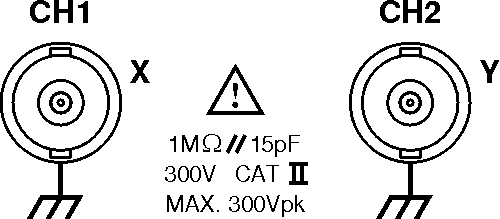 CH1
CH2
X
Y
!
1MΩ // 15pF
300V CAT II
MAX. 300Vpk